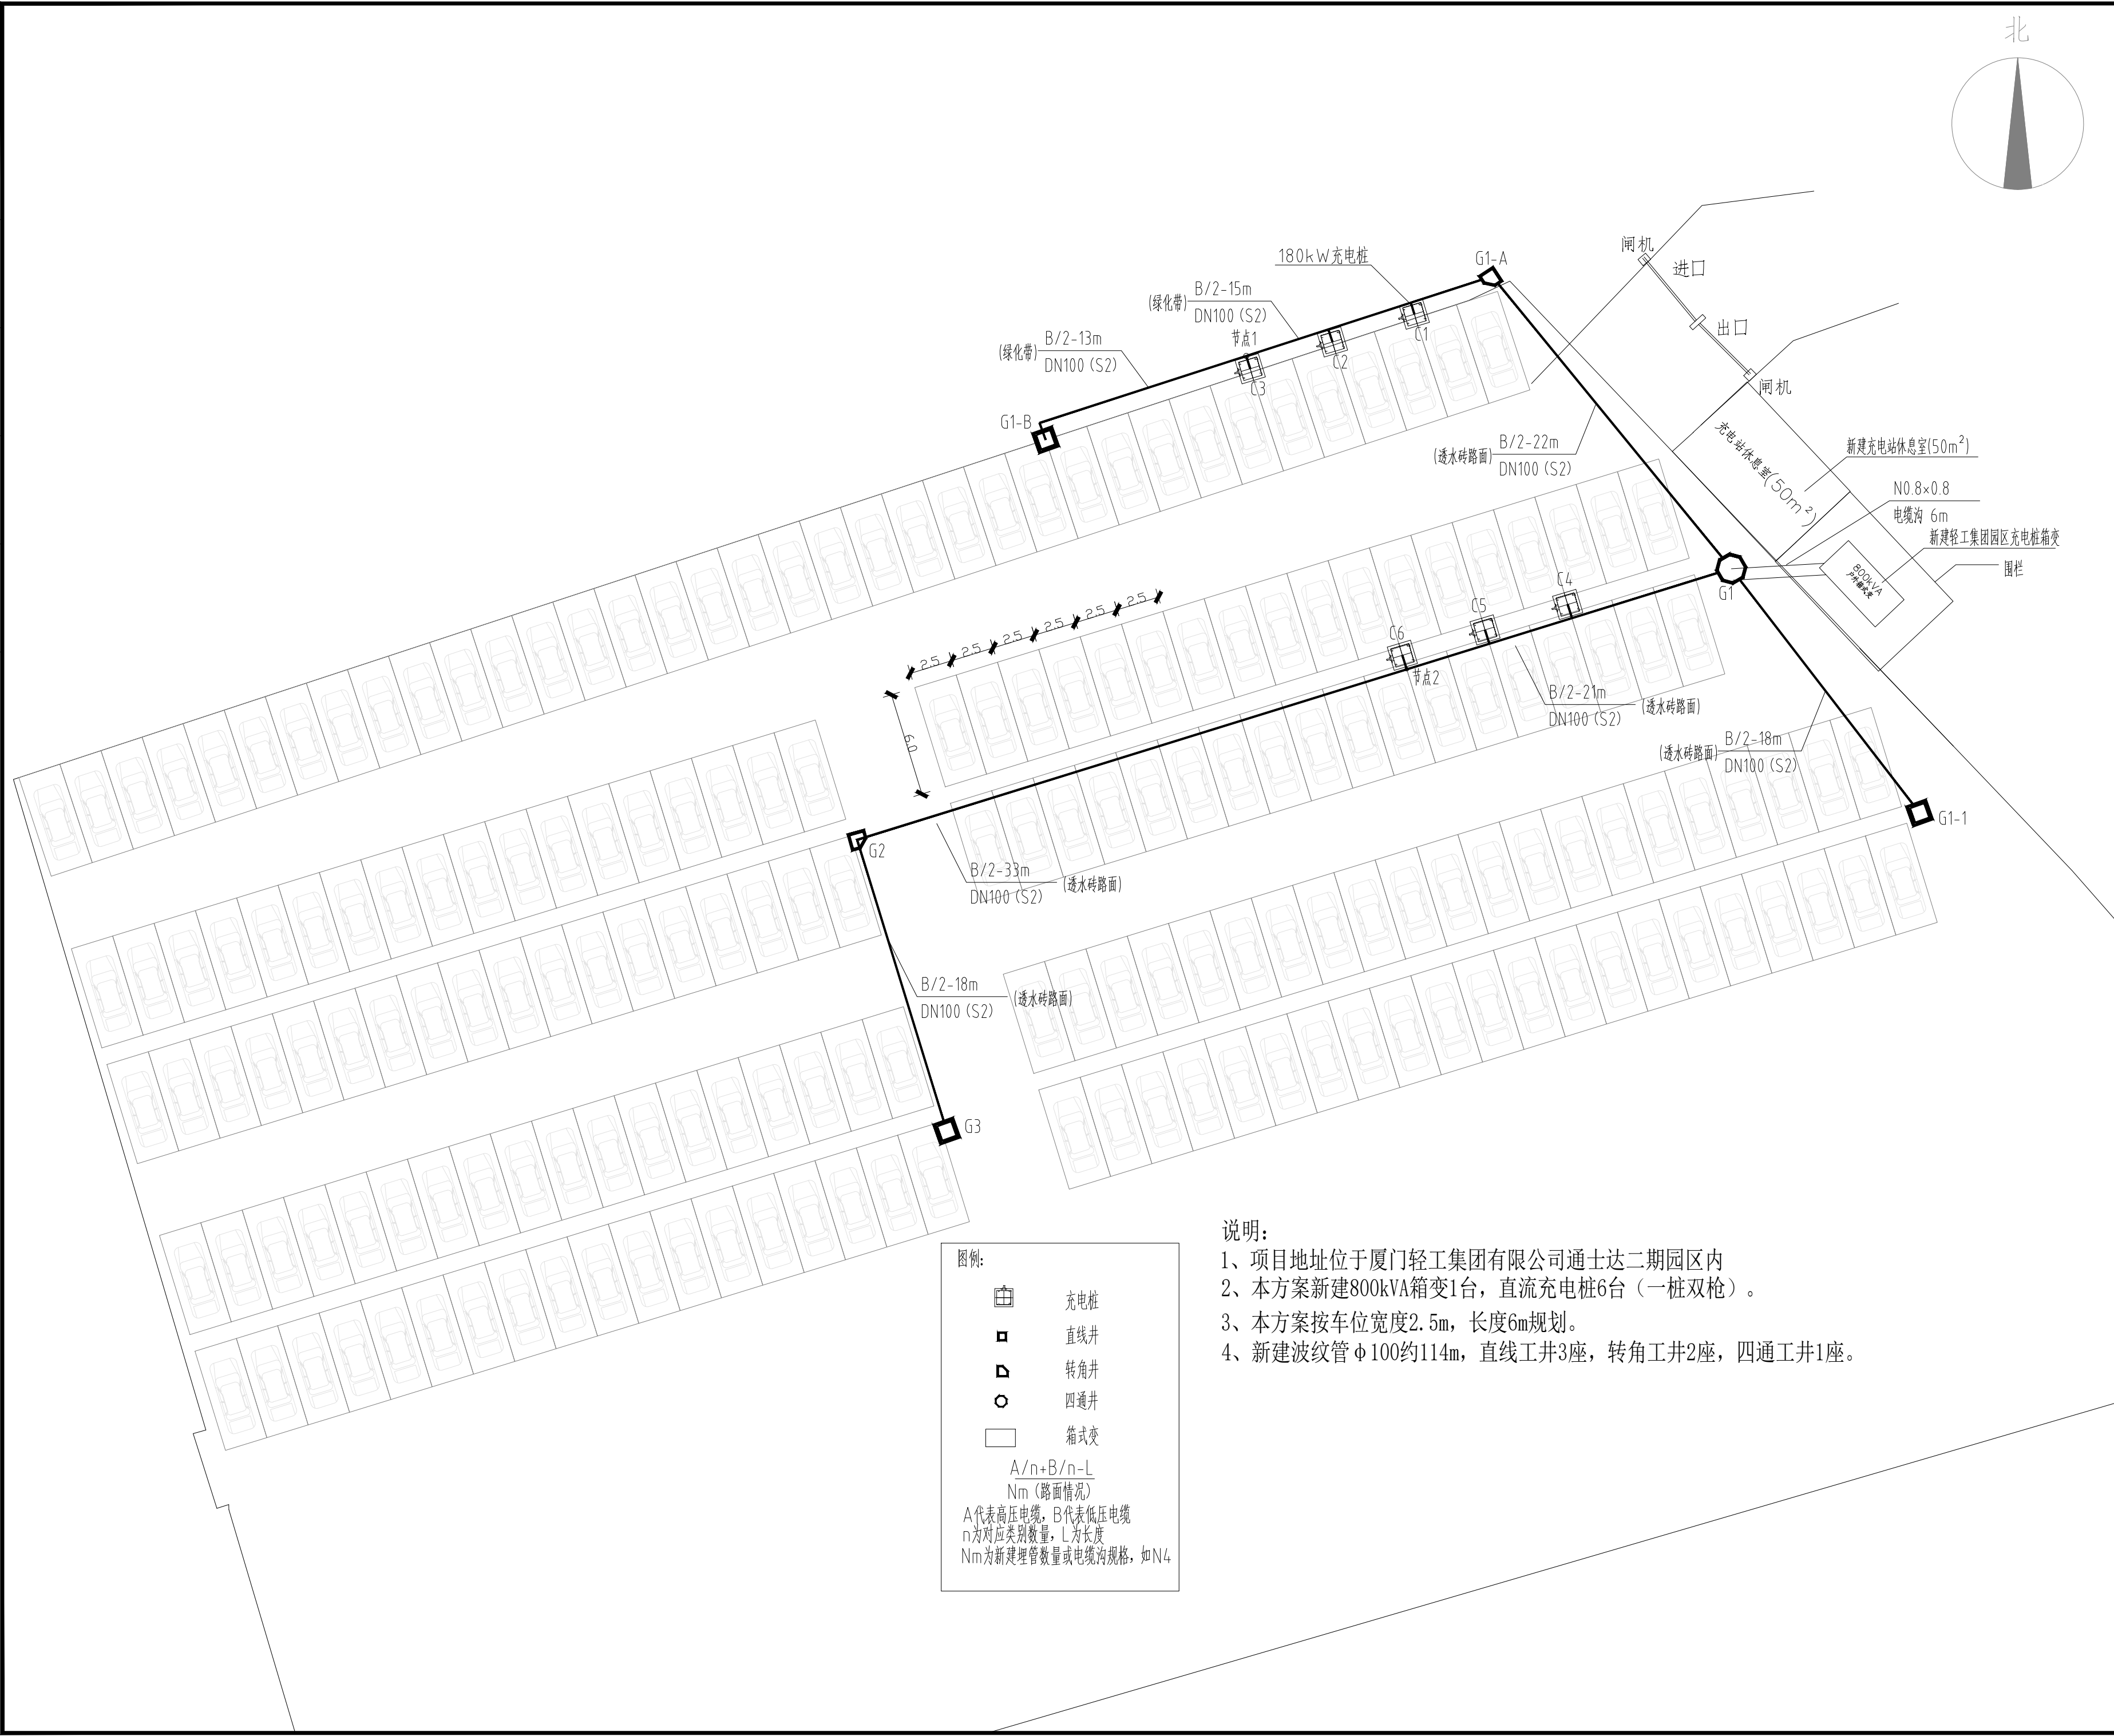 北
闸机
进口
出口
闸机
180kW充电桩
G1-A
B/2-15m
(绿化带)
DN100 (S2)
节点1
C1
C2
C3
B/2-13m
(绿化带)
DN100 (S2)
G1-B
B/2-22m
(透水砖路面)
DN100 (S2)
充电站休息室(50m²)
新建充电站休息室(50m²)
N0.8×0.8
电缆沟 6m
新建轻工集团园区充电桩箱变
围栏
800kVA
户外箱式变
G1
C4
C5
C6
节点2
2.5
2.5
2.5
2.5
2.5
2.5
6.0
B/2-21m
DN100 (S2)
(透水砖路面)
B/2-18m
(透水砖路面)
DN100 (S2)
G1-1
G2
B/2-33m
DN100 (S2)
(透水砖路面)
B/2-18m
DN100 (S2)
(透水砖路面)
G3
图例:
充电桩
直线井
转角井
四通井
箱式变
A/n+B/n-L
Nm (路面情况)
A代表高压电缆, B代表低压电缆
n为对应类别数量, L为长度
Nm为新建埋管数量或电缆沟规格, 如N4
说明:
1、项目地址位于厦门轻工集团有限公司通士达二期园区内
2、本方案新建800kVA箱变1台, 直流充电桩6台（一桩双枪）。
3、本方案按车位宽度2.5m, 长度6m规划。
4、新建波纹管φ100约114m, 直线工井3座, 转角工井2座, 四通工井1座。